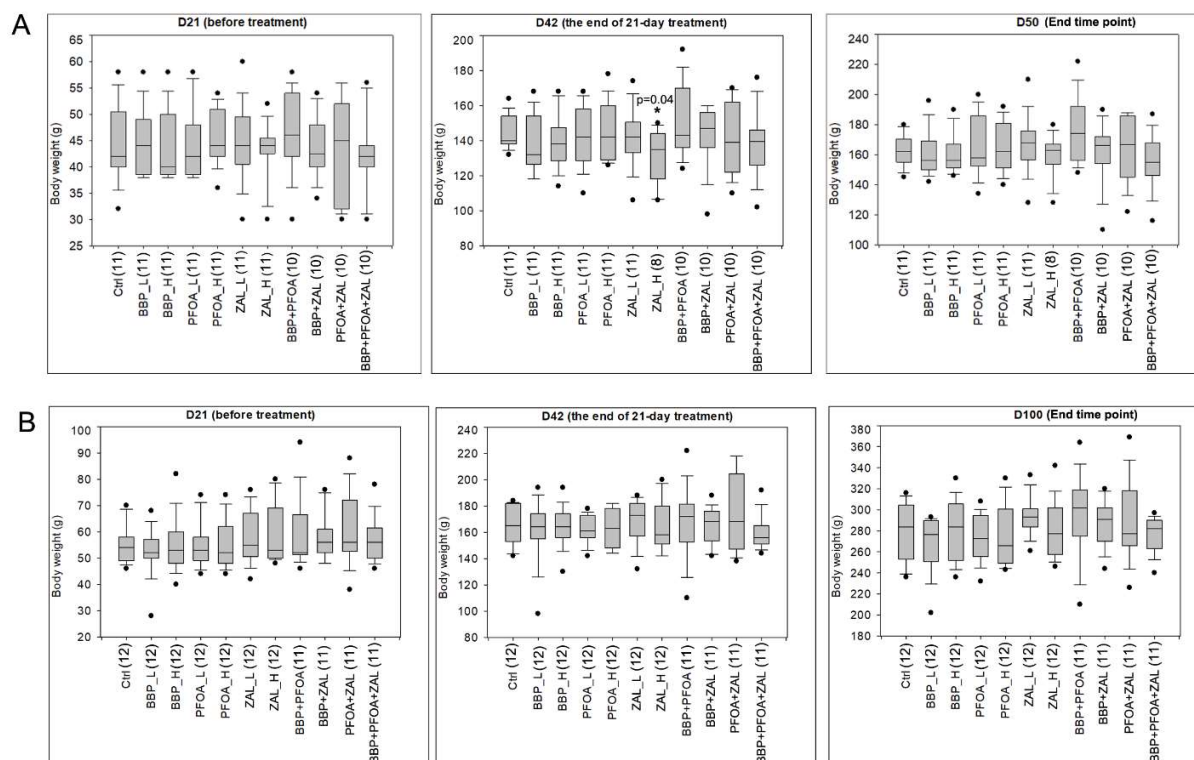 A
D21 (before treatment)
Body weight (g)
65
60
55
50
45
40
35
30
25
Ctrl (11)
BBP_L (11)
BBP_H (11)
PFOA_L (11)
PFOA_H (11)
ZAL_L (11)
ZAL_H (11)
BBP+PFOA (10)
BBP+ZAL (10)
PFOA+ZAL (10)
BBP+PFOA+ZAL (10)
D42 (the end of 21-day treatment)
Body weight (g)
200
180
160
140
120
100
80
p=0.04
*
Ctrl (11)
BBP_L (11)
BBP_H (11)
PFOA_L (11)
PFOA_H (11)
ZAL_L (11)
ZAL_H (8)
BBP+PFOA (10)
BBP+ZAL (10)
PFOA+ZAL (10)
BBP+PFOA+ZAL (10)
D50 (End time point)
Body weight (g)
240
220
200
180
160
140
120
100
Ctrl (11)
BBP_L (11)
BBP_H (11)
PFOA_L (11)
PFOA_H (11)
ZAL_L (11)
ZAL_H (8)
BBP+PFOA (10)
BBP+ZAL (10)
PFOA+ZAL (10)
BBP+PFOA+ZAL (10)
B
D21 (before treatment)
Body weight (g)
100
90
80
70
60
50
40
30
20
Ctrl (12)
BBP_L (12)
BBP_H (12)
PFOA_L (12)
PFOA_H (12)
ZAL_L (12)
ZAL_H (12)
BBP+PFOA (11)
BBP+ZAL (11)
PFOA+ZAL (11)
BBP+PFOA+ZAL (11)
D42 (the end of 21-day treatment)
Body weight (g)
240
220
200
180
160
140
120
100
80
Ctrl (12)
BBP_L (12)
BBP_H (12)
PFOA_L (12)
PFOA_H (12)
ZAL_L (12)
ZAL_H (12)
BBP+PFOA (11)
BBP+ZAL (11)
PFOA+ZAL (11)
BBP+PFOA+ZAL (11)
D100 (End time point)
Body weight (g)
380
360
340
320
300
280
260
240
220
200
180
Ctrl (12)
BBP_L (12)
BBP_H (12)
PFOA_L (12)
PFOA_H (12)
ZAL_L (12)
ZAL_H (12)
BBP+PFOA (11)
BBP+ZAL (11)
PFOA+ZAL (11)
BBP+PFOA+ZAL (11)